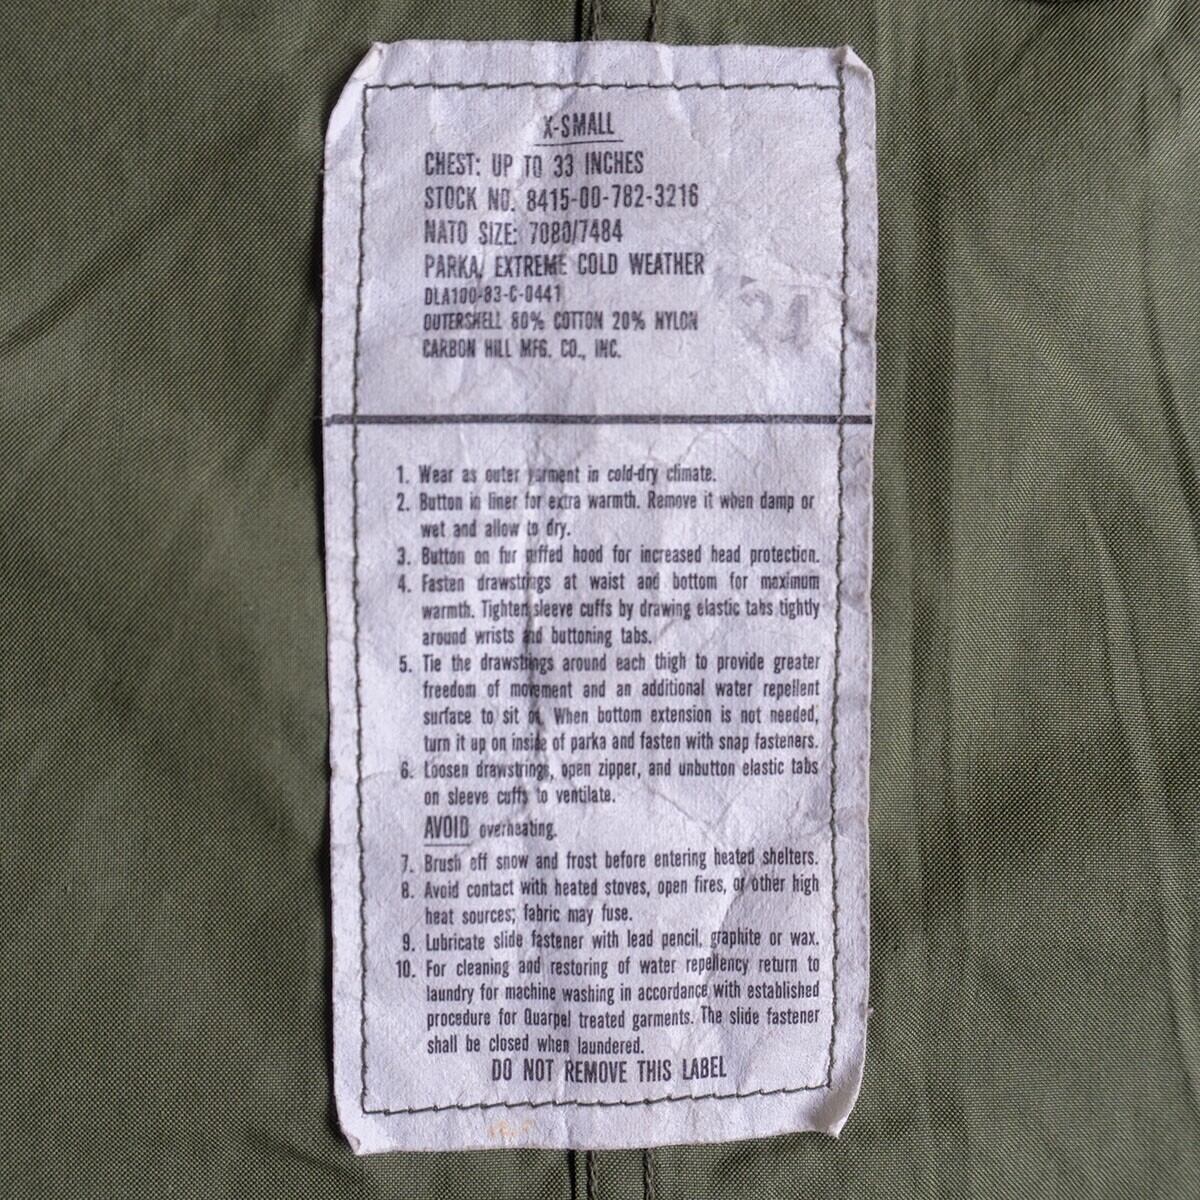 X-SMALL
CHEST: UP TO 33 INCHES
STOCK NO. 8415-00-782-3216
NATO SIZE: 7080/7484
PARKA, EXTREME COLD WEATHER
DLA100-83-C-0441
OUTERSHELL 80% COTTON 20% NYLON
CARBON HILL MFG. CO., INC.
1. Wear as outer garment in cold-dry climate.
2. Button in liner for extra warmth. Remove it when damp or
wet and allow to dry.
3. Button on fur ruffed hood for increased head protection.
4. Fasten drawstrings at waist and bottom for maximum
warmth. Tighten sleeve cuffs by drawing elastic tabs tightly
around wrists and buttoning tabs.
5. Tie the drawstrings around each thigh to provide greater
freedom of movement and an additional water repellent
surface to sit on. When bottom extension is not needed,
turn it up on inside of parka and fasten with snap fasteners.
6. Loosen drawstrings, open zipper, and unbutton elastic tabs
on sleeve cuffs to ventilate.
AVOID overheating.
7. Brush off snow and frost before entering heated shelters.
8. Avoid contact with heated stoves, open fires, or other high
heat sources; fabric may fuse.
9. Lubricate slide fastener with lead pencil, graphite or wax.
10. For cleaning and restoring of water repellency return to
laundry for machine washing in accordance with established
procedure for Quarpel treated garments. The slide fastener
shall be closed when laundered.
DO NOT REMOVE THIS LABEL